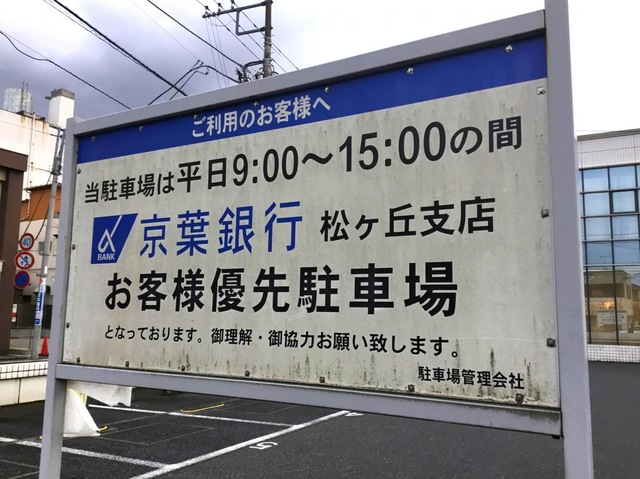 ご利用のお客様へ
当駐車場は平日9:00～15:00の間
BANK
京葉銀行 松ヶ丘支店
お客様優先駐車場
となっております。御理解・御協力お願い致します。
駐車場管理会社
40
5